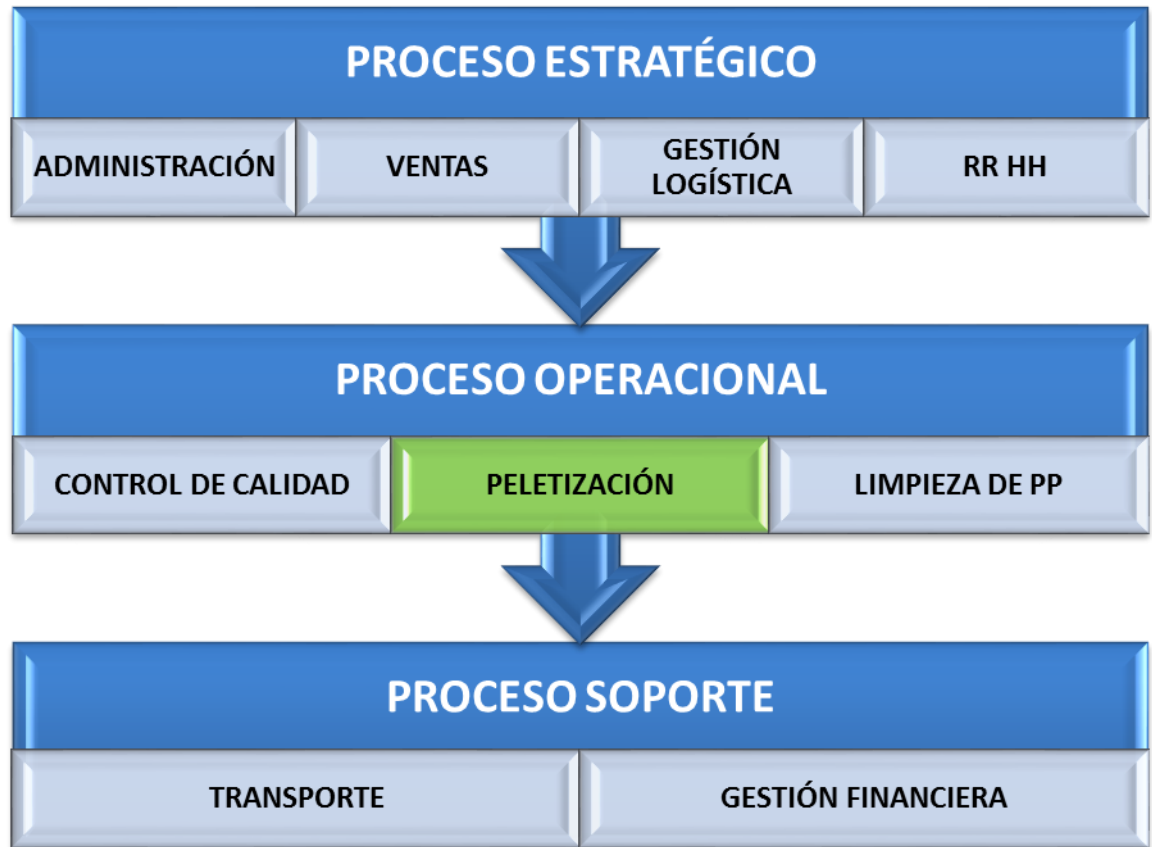 PROCESO ESTRATÉGICO
ADMINISTRACIÓN
VENTAS
GESTIÓN
LOGÍSTICA
RR HH
PROCESO OPERACIONAL
CONTROL DE CALIDAD
PELETIZACIÓN
LIMPIEZA DE PP
PROCESO SOPORTE
TRANSPORTE
GESTIÓN FINANCIERA